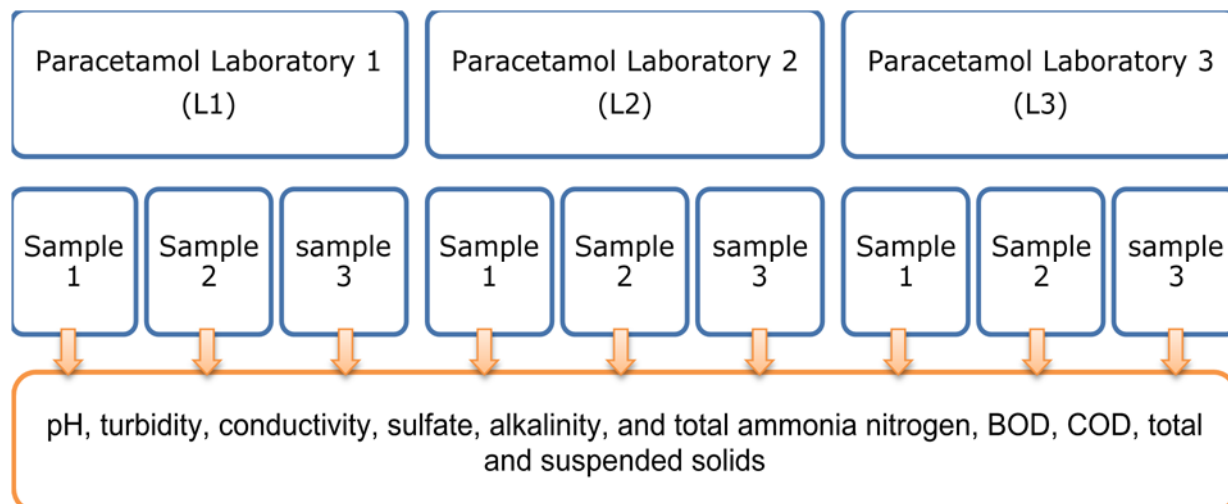 Paracetamol Laboratory 1
(L1)
Paracetamol Laboratory 2
(L2)
Paracetamol Laboratory 3
(L3)
Sample
1
Sample
2
sample
3
Sample
1
Sample
2
sample
3
Sample
1
Sample
2
sample
3
pH, turbidity, conductivity, sulfate, alkalinity, and total ammonia nitrogen, BOD, COD, total
and suspended solids